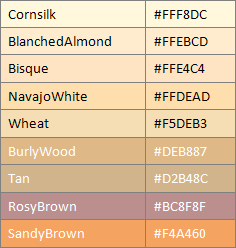 Cornsilk #FFF8DC
BlanchedAlmond #FFEBCD
Bisque #FFE4C4
NavajoWhite #FFDEAD
Wheat #F5DEB3
BurlyWood #DEB887
Tan #D2B48C
RosyBrown #BC8F8F
SandyBrown #F4A460